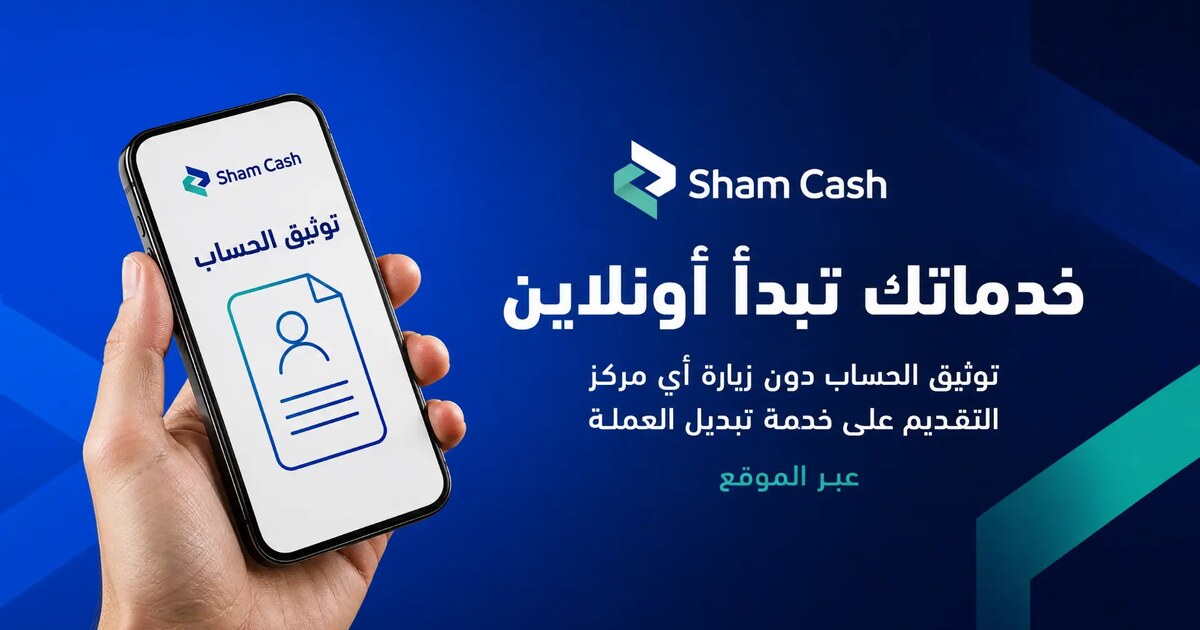 Sham Cash
توثيق الحساب
Sham Cash
خدماتك تبدأ أونلاين
توثيق الحساب دون زيارة أي مركز
التقديم على خدمة تبديل العملة
عبر الموقع